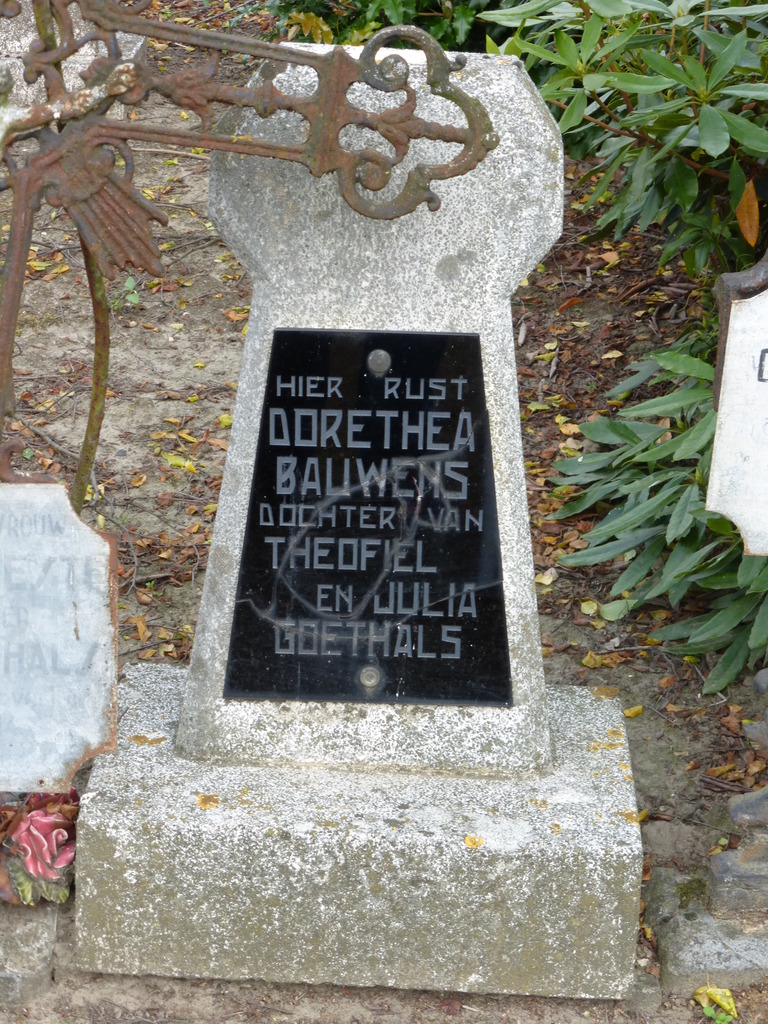 HIER RUST
DORETHEA
BAUWENS
DOCHTER VAN
THEOFIEL
EN JULIA
GOETHALS